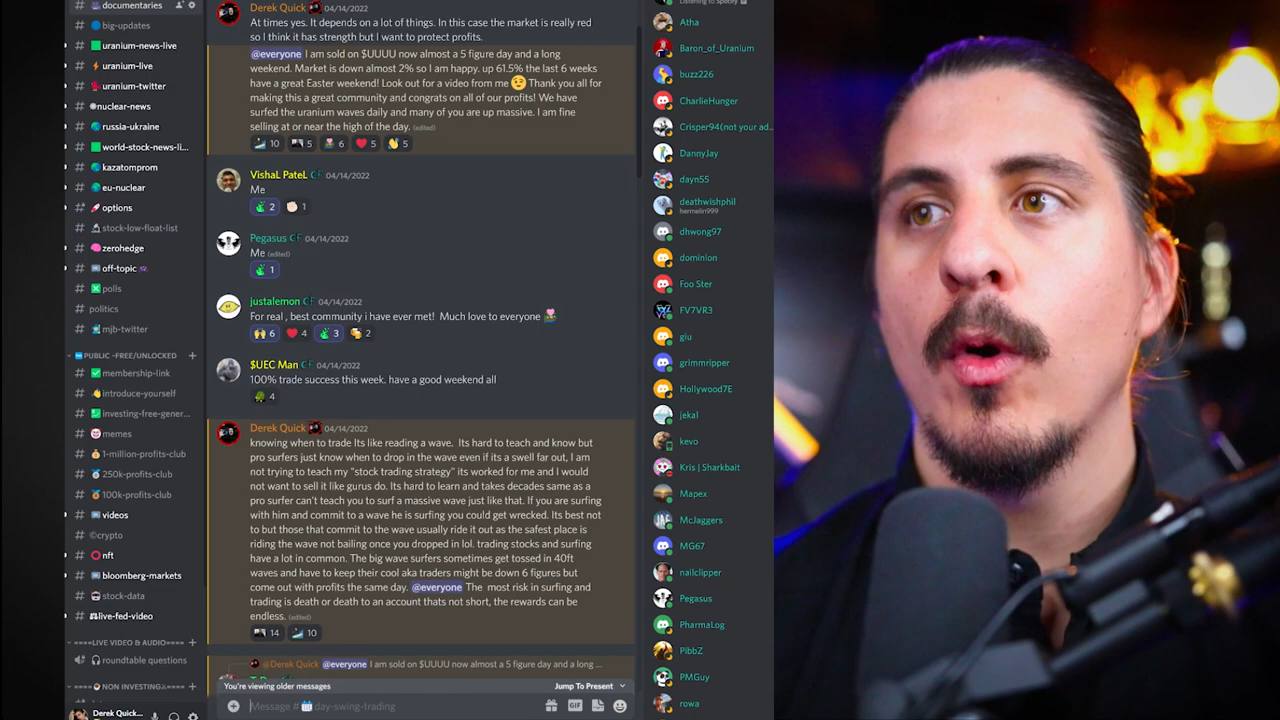 documentaries
big-updates
uranium-news-live
uranium-live
uranium-twitter
nuclear-news
russia-ukraine
world-stock-news-li...
kazatomprom
eu-nuclear
options
stock-low-float-list
zerohedge
off-topic
polls
politics
mjb-twitter
PUBLIC -FREE/UNLOCKED
membership-link
introduce-yourself
investing-free-gener...
memes
1-million-profits-club
250k-profits-club
100k-profits-club
videos
©crypto
nft
bloomberg-markets
stock-data
live-fed-video
====LIVE VIDEO & AUDIO====
roundtable questions
====NON INVESTING
Derek Quick...
Derek Quick 04/14/2022
At times yes. It depends on a lot of things. In this case the market is really red
so I think it has strength but I want to protect profits.
@everyone I am sold on $UUUU now almost a 5 figure day and a long
weekend. Market is down almost 2% so I am happy. up 61.5% the last 6 weeks
have a great Easter weekend! Look out for a video from me 😉 Thank you all for
making this a great community and congrats on all of our profits! We have
surfed the uranium waves daily and many of you are up massive. I am fine
selling at or near the high of the day. (edited)
10 5 6 5 5
VishaL PateL CF 04/14/2022
Me
2 1
Pegasus CF 04/14/2022
Me (edited)
1
justalemon CF 04/14/2022
For real , best community i have ever met! Much love to everyone
6 4 3 2
$UEC Man CF 04/14/2022
100% trade success this week. have a good weekend all
4
Derek Quick 04/14/2022
knowing when to trade Its like reading a wave. Its hard to teach and know but
pro surfers just know when to drop in the wave even if its a swell far out, I am
not trying to teach my "stock trading strategy" its worked for me and I would
not want to sell it like gurus do. Its hard to learn and takes decades same as a
pro surfer can't teach you to surf a massive wave just like that. If you are surfing
with him and commit to a wave he is surfing you could get wrecked. Its best not
to but those that commit to the wave usually ride it out as the safest place is
riding the wave not bailing once you dropped in lol. trading stocks and surfing
have a lot in common. The big wave surfers sometimes get tossed in 40ft
waves and have to keep their cool aka traders might be down 6 figures but
come out with profits the same day. @everyone The most risk in surfing and
trading is death or death to an account thats not short, the rewards can be
endless. (edited)
14 10
@Derek Quick @everyone I am sold on $UUUU now almost a 5 figure day and a long ...
You're viewing older messages Jump To Present
Message # day-swing-trading
GIF
Listening to Spotify
Atha
Baron_of_Uranium
buzz226
CharlieHunger
Crisper94(not your ad...
DannyJay
dayn55
deathwishphil
hermelin999
dhwong97
dominion
Foo Ster
FV7VR3
giu
grimmripper
Hollywood7E
jekal
kevo
Kris | Sharkbait
Mapex
McJaggers
MG67
nailclipper
Pegasus
PharmaLog
PlbbZ
PMGuy
rowa